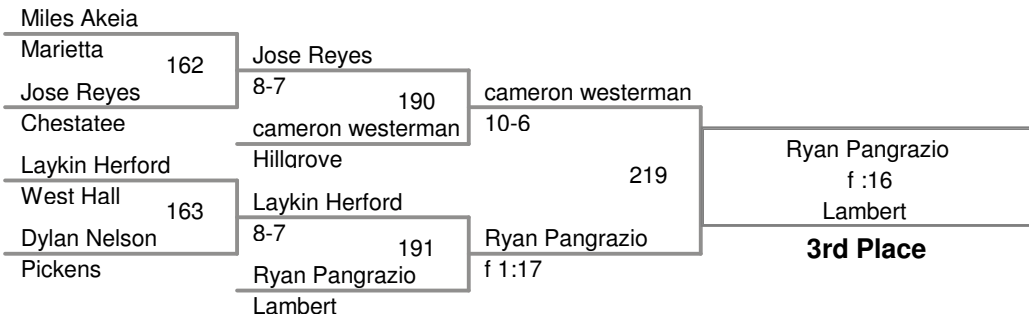 Miles Akeia
Marietta
162
Jose Reyes
Chestatee
Laykin Herford
West Hall
163
Dylan Nelson
Pickens
Jose Reyes
8-7
190
cameron westerman
Hillgrove
Laykin Herford
8-7
191
Ryan Pangrazio
Lambert
cameron westerman
10-6
219
Ryan Pangrazio
f 1:17
Ryan Pangrazio
f :16
Lambert
3rd Place